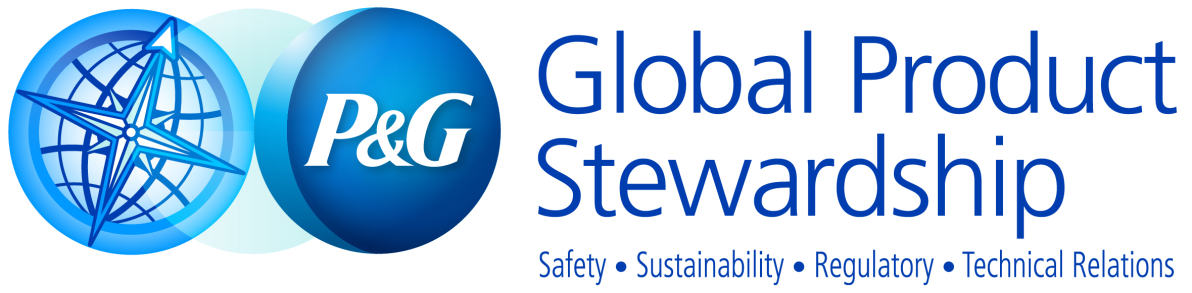 P&G
Global Product
Stewardship
Safety • Sustainability • Regulatory • Technical Relations